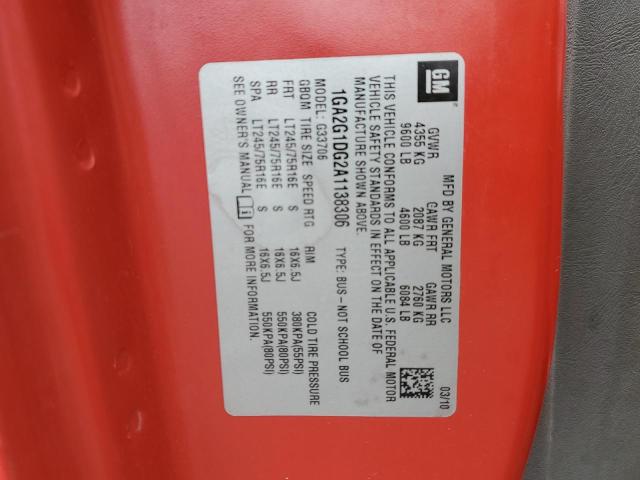 GM
MFD BY GENERAL MOTORS LLC 03/10
GVWR GAWR FRT GAWR RR
4355 KG 2087 KG 2760 KG
9600 LB 4600 LB 6084 LB
THIS VEHICLE CONFORMS TO ALL APPLICABLE U.S. FEDERAL MOTOR
VEHICLE SAFETY STANDARDS IN EFFECT ON THE DATE OF
MANUFACTURE SHOWN ABOVE.
1GA2G1DG2A1138306 TYPE: BUS-NOT SCHOOL BUS
MODEL: G33706
GBQM TIRE SIZE SPEED RTG RIM COLD TIRE PRESSURE
FRT LT245/75R16E S 16X6.5J 380KPA(55PSI)
RR LT245/75R16E S 16X6.5J 550KPA(80PSI)
SPA LT245/75R16E S 16X6.5J 550KPA(80PSI)
SEE OWNER'S MANUAL FOR MORE INFORMATION.